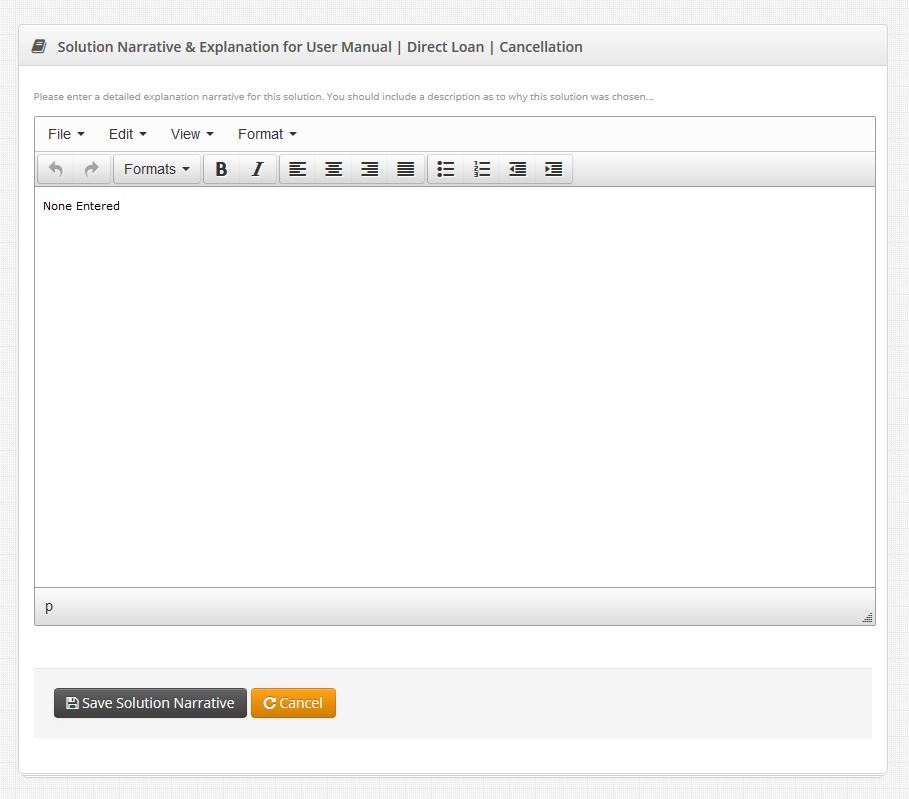 Solution Narrative & Explanation for User Manual | Direct Loan | Cancellation
Please enter a detailed explanation narrative for this solution. You should include a description as to why this solution was chosen...
File Edit View Format
Formats B I
None Entered
p
Save Solution Narrative Cancel